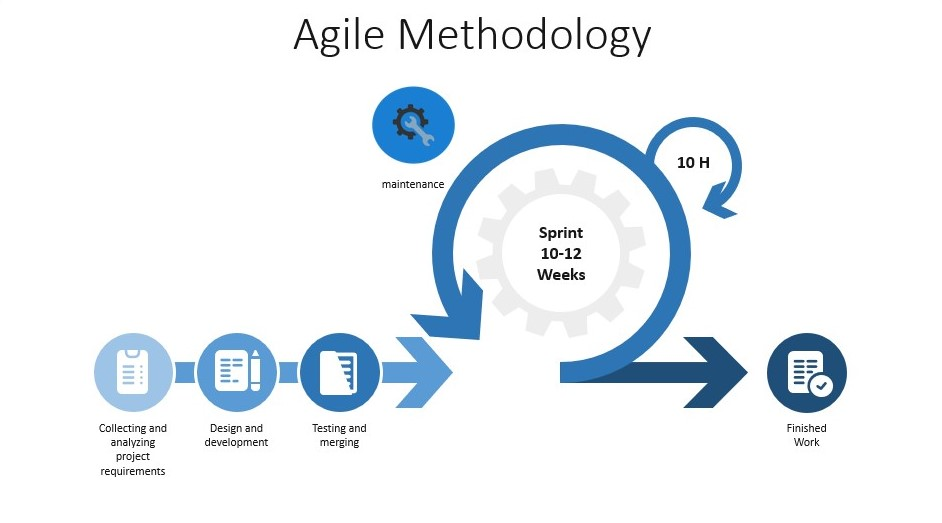 Agile Methodology
maintenance
10 H
Sprint
10-12
Weeks
Collecting and
analyzing
project
requirements
Design and
development
Testing and
merging
Finished
Work